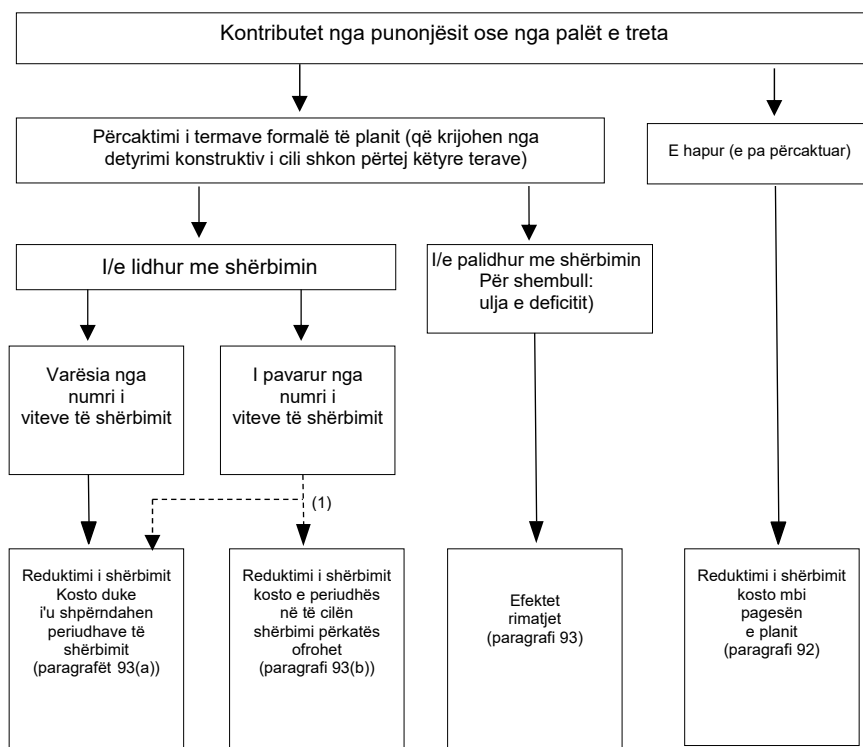 Kontributet nga punonjësit ose nga palët e treta
Përcaktimi i termave formalë të planit (që krijohen nga
detyrimi konstruktiv i cili shkon përtej këtyre terave)
E hapur (e pa përcaktuar)
I/e lidhur me shërbimin
I/e palidhur me shërbimin
Për shembull:
ulja e deficitit)
Varësia nga
numri i
viteve të shërbimit
I pavarur nga
numri i
viteve të shërbimit
(1)
Reduktimi i shërbimit
Kosto duke
i'u shpërndahen
periudhave të
shërbimit
(paragrafët 93(a))
Reduktimi i shërbimit
kosto e periudhës
në të cilën
shërbimi përkatës
ofrohet
(paragrafi 93(b))
Efektet
rimatjet
(paragrafi 93)
Reduktimi i shërbimit
kosto mbi
pagesën
e planit
(paragrafi 92)